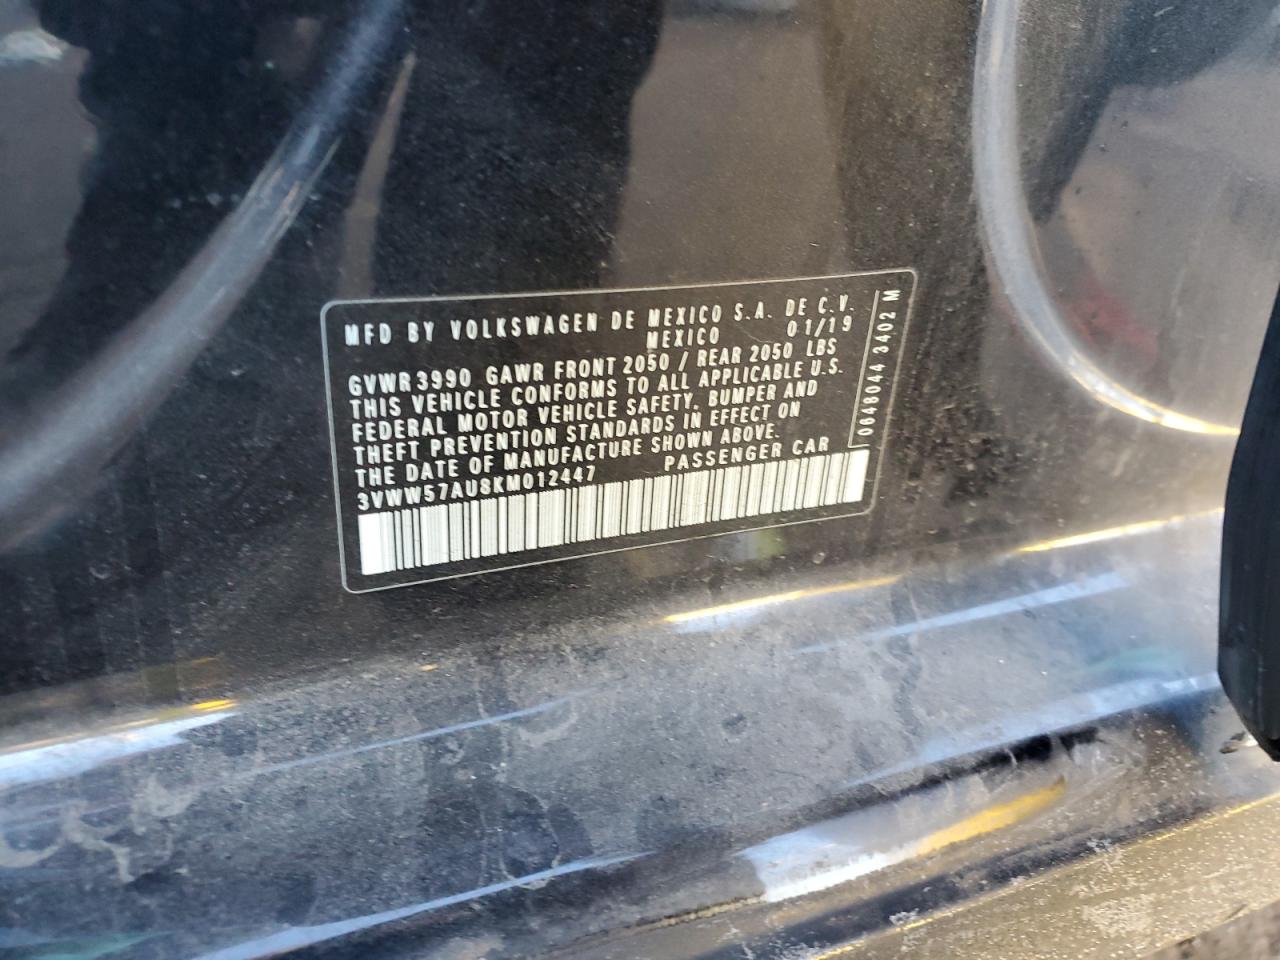 MFD BY VOLKSWAGEN DE MEXICO S.A. DE C.V.
MEXICO 01/19
GVWR 3990 GAWR FRONT 2050 / REAR 2050 LBS
THIS VEHICLE CONFORMS TO ALL APPLICABLE U.S.
FEDERAL MOTOR VEHICLE SAFETY, BUMPER AND
THEFT PREVENTION STANDARDS IN EFFECT ON
THE DATE OF MANUFACTURE SHOWN ABOVE.
3VWW57AU8KM012447 PASSENGER CAR
0648044 3402 M